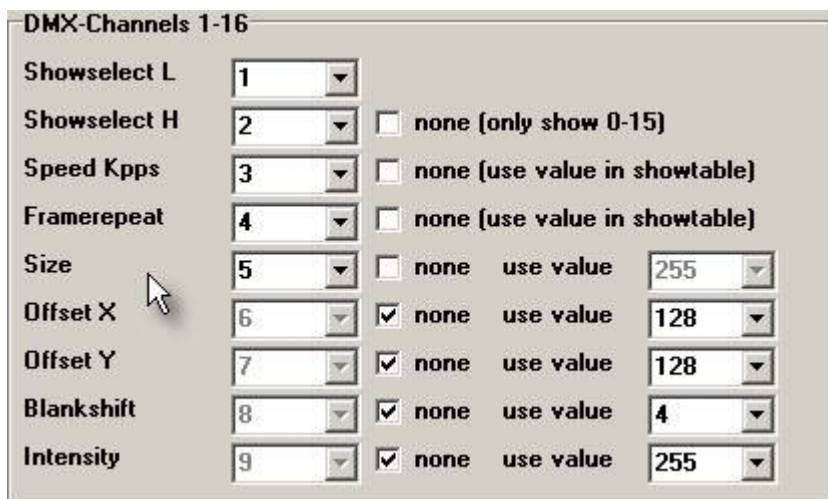 DMX-Channels 1-16
Showselect L 1
Showselect H 2 none (only show 0-15)
Speed Kpps 3 none (use value in showtable)
Framerepeat 4 none (use value in showtable)
Size 5 none use value 255
Offset X 6 none use value 128
Offset Y 7 none use value 128
Blankshift 8 none use value 4
Intensity 9 none use value 255